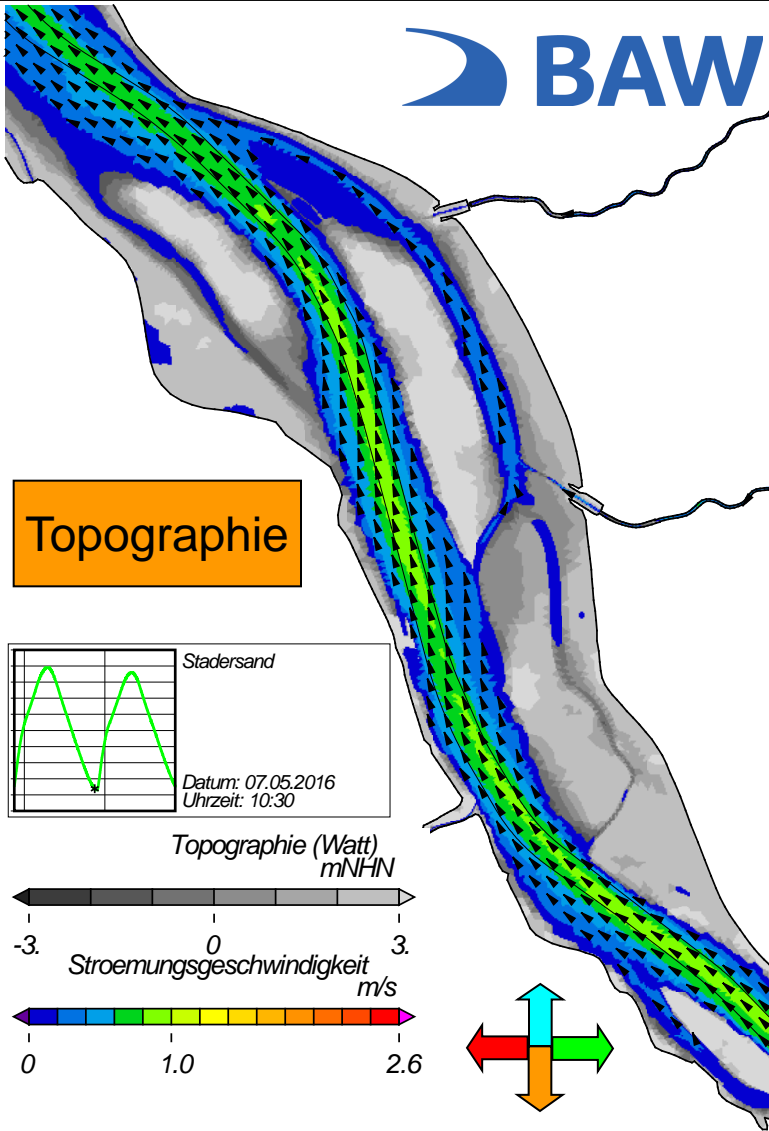 BAW
Topographie
Stadersand
Datum: 07.05.2016
Uhrzeit: 10:30
Topographie (Watt)
mNHN
-3. 0 3.
Stroemungsgeschwindigkeit
m/s
0 1.0 2.6